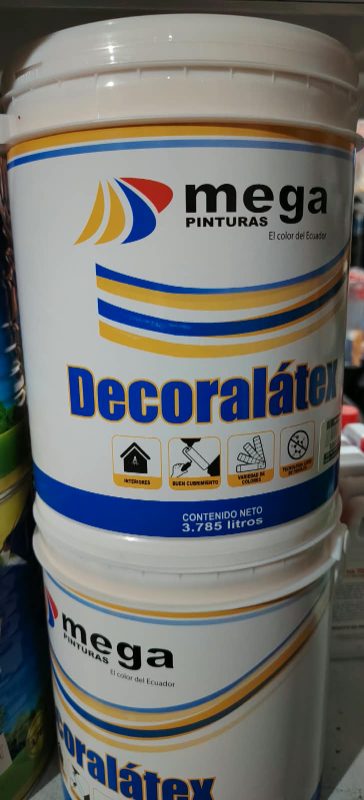 mega
PINTURAS
El color del Ecuador
Decoralátex
INTERIORES
BUEN CUBRIMIENTO
VARIEDAD DE
COLORES
CONTENIDO NETO
3.785 litros
mega
PINTURAS
El color del Ecuador
coralátex